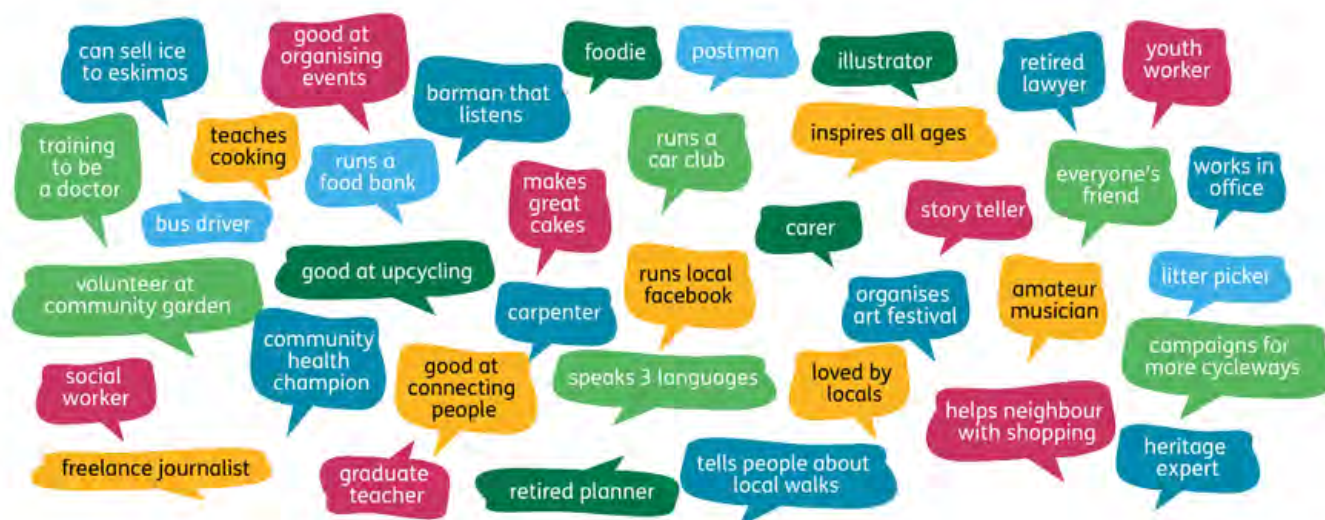 can sell ice
to eskimos
good at
organising
events
barman that
listens
foodie
postman
illustrator
retired
lawyer
youth
worker
training
to be
a doctor
teaches
cooking
runs a
food bank
bus driver
makes
great
cakes
runs a
car club
inspires all ages
carer
story teller
everyone's
friend
works in
office
volunteer at
community garden
good at upcycling
carpenter
runs local
facebook
organises
art festival
amateur
musician
litter picker
social
worker
community
health
champion
good at
connecting
people
speaks 3 languages
loved by
locals
helps neighbour
with shopping
campaigns for
more cycleways
freelance journalist
graduate
teacher
retired planner
tells people about
local walks
heritage
expert